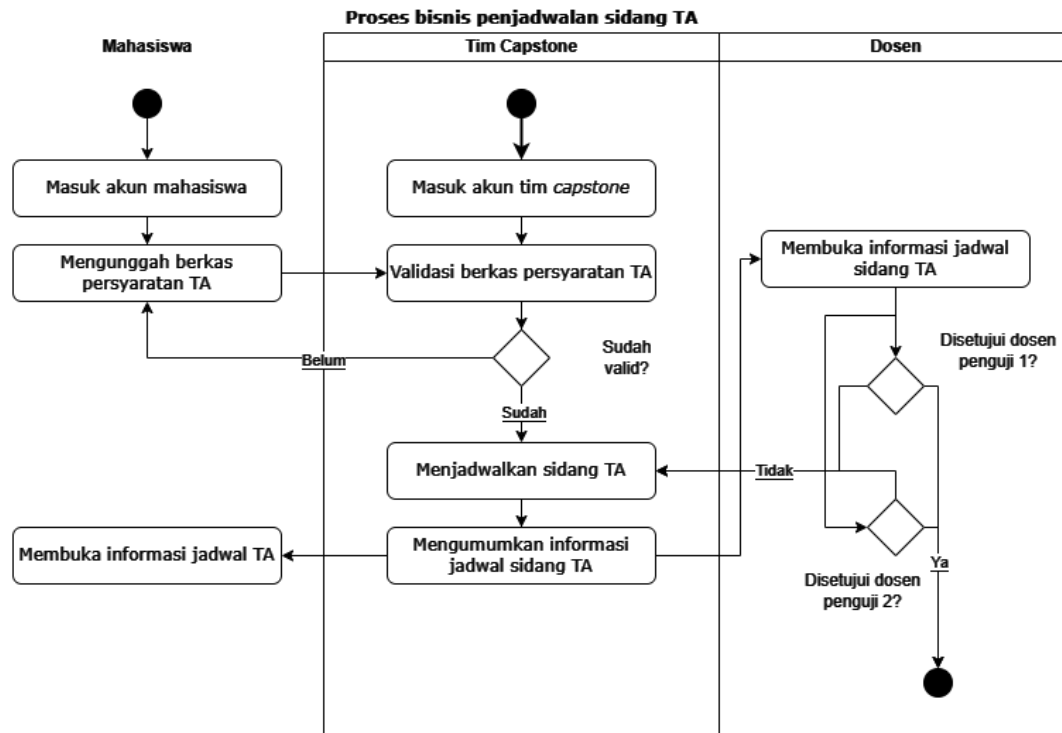 Proses bisnis penjadwalan sidang TA
Mahasiswa
Tim Capstone
Dosen
Masuk akun mahasiswa
Masuk akun tim capstone
Mengunggah berkas
persyaratan TA
Validasi berkas persyaratan TA
Membuka informasi jadwal
sidang TA
Belum
Sudah
valid?
Disetujui dosen
penguji 1?
Sudah
Menjadwalkan sidang TA
Tidak
Membuka informasi jadwal TA
Mengumumkan informasi
jadwal sidang TA
Ya
Disetujui dosen
penguji 2?